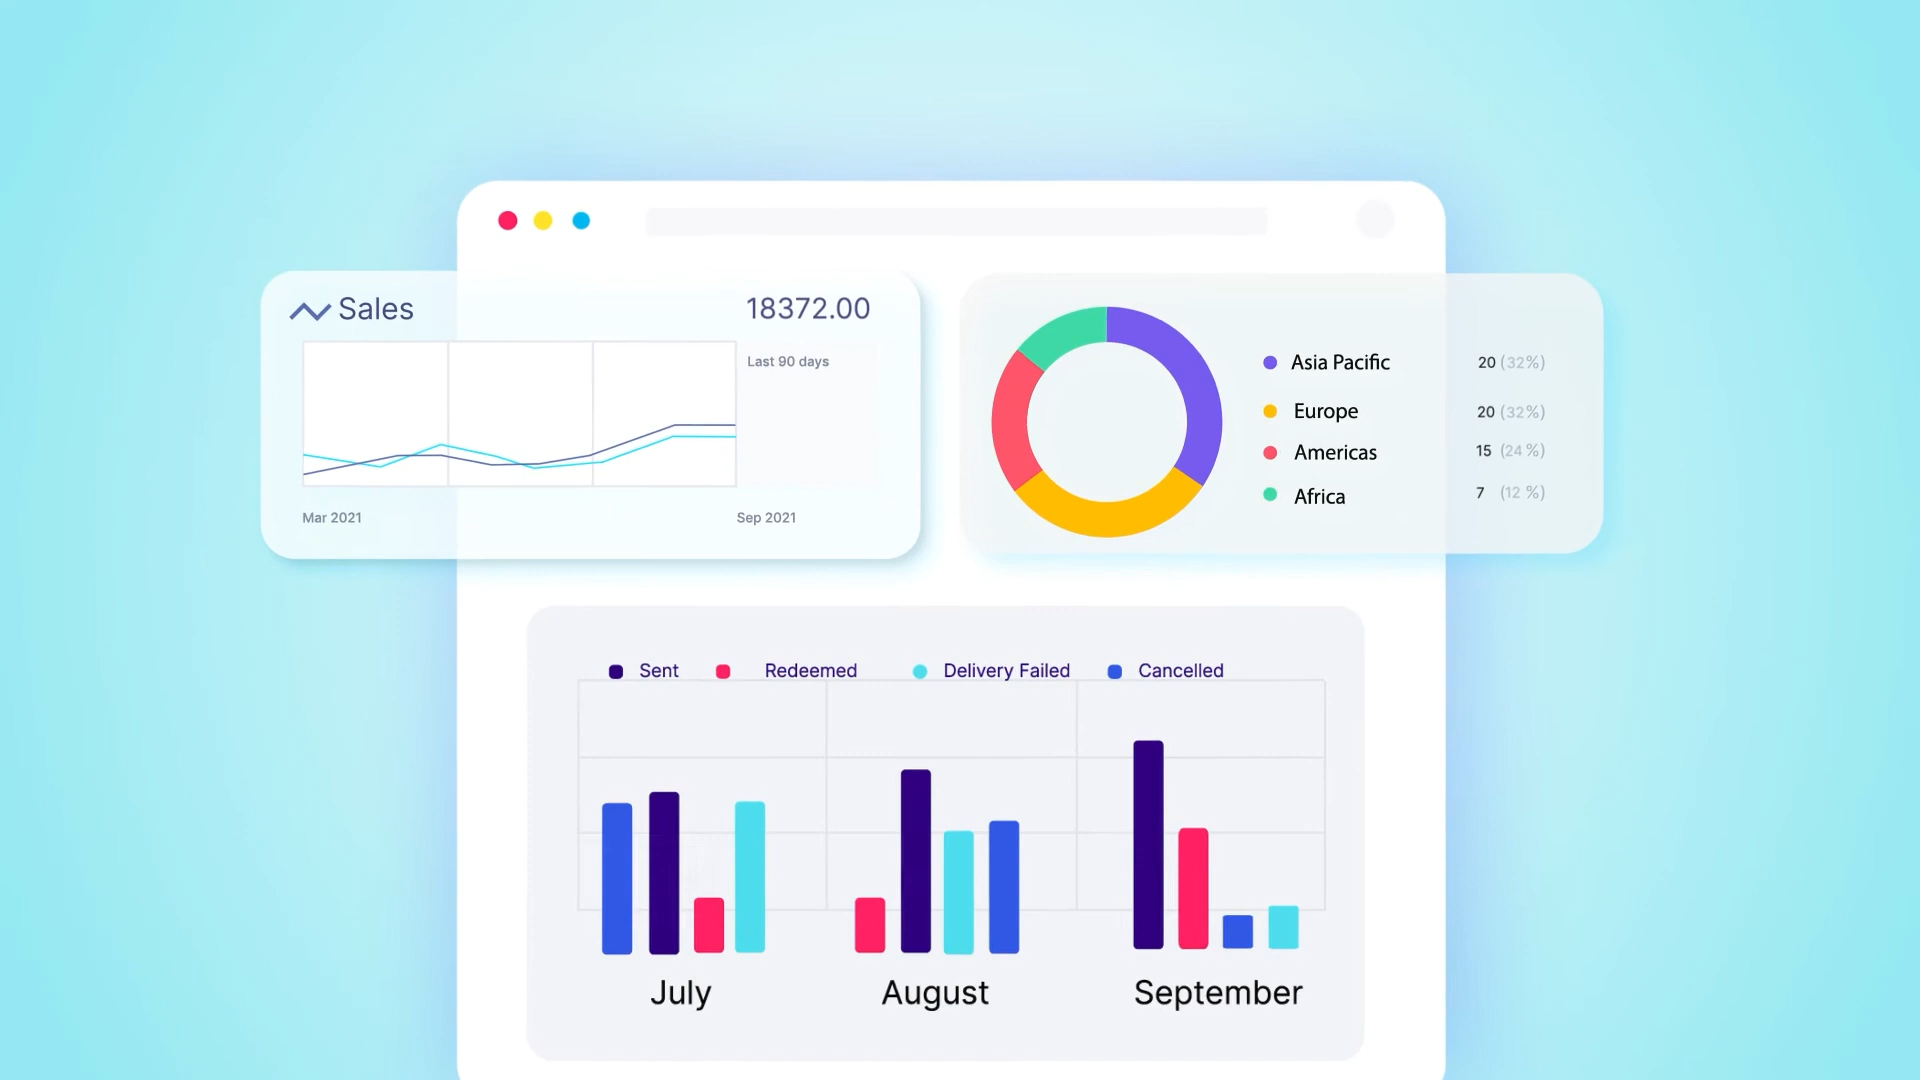 Sales 18372.00
Last 90 days
Mar 2021 Sep 2021
Asia Pacific 20 (32%)
Europe 20 (32%)
Americas 15 (24%)
Africa 7 (12 %)
Sent Redeemed Delivery Failed Cancelled
July August September